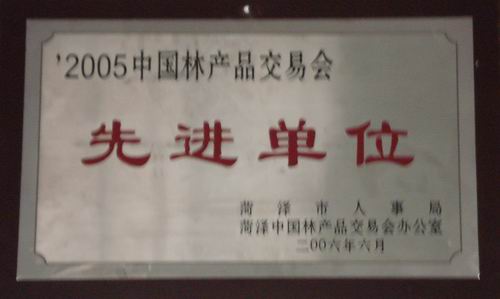 '2005中国林产品交易会
先进单位
菏泽市人事局
菏泽中国林产品交易会办公室
二00六年六月